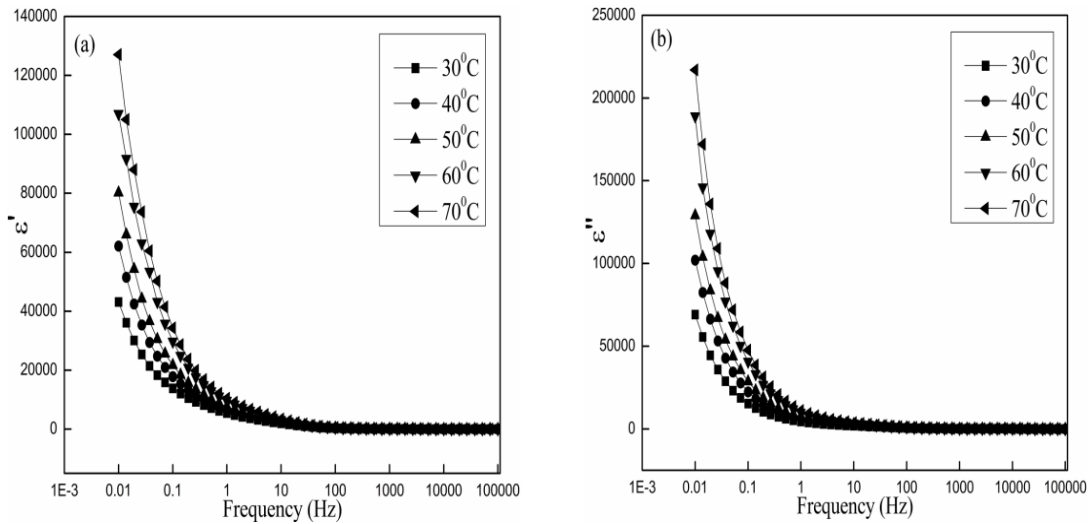 (a)
140000
120000
100000
80000
60000
40000
20000
0
ε'
1E-3 0.01 0.1 1 10 100 1000 10000 100000
Frequency (Hz)
30⁰C
40⁰C
50⁰C
60⁰C
70⁰C
(b)
250000
200000
150000
100000
50000
0
ε"
1E-3 0.01 0.1 1 10 100 1000 10000 100000
Frequency (Hz)
30⁰C
40⁰C
50⁰C
60⁰C
70⁰C